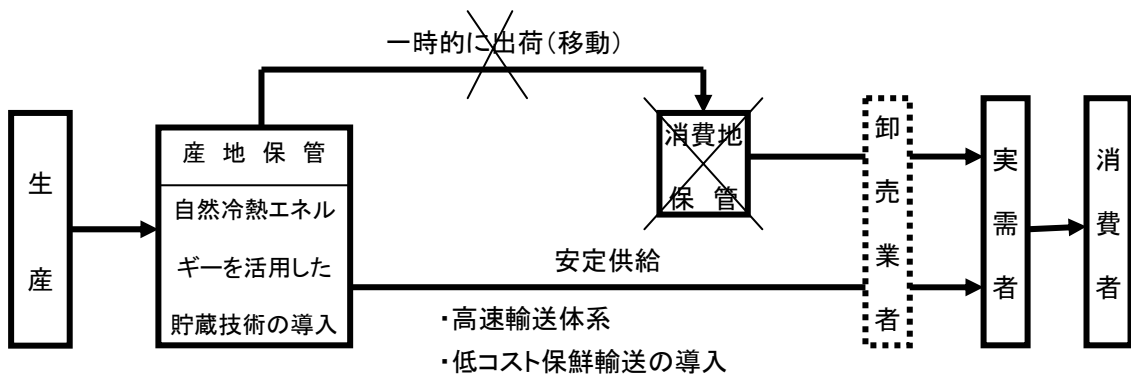 一時的に出荷(移動)
生産
産地保管
自然冷熱エネル
ギーを活用した
貯蔵技術の導入
消費地
保管
安定供給
・高速輸送体系
・低コスト保鮮輸送の導入
卸売業者
実需者
消費者